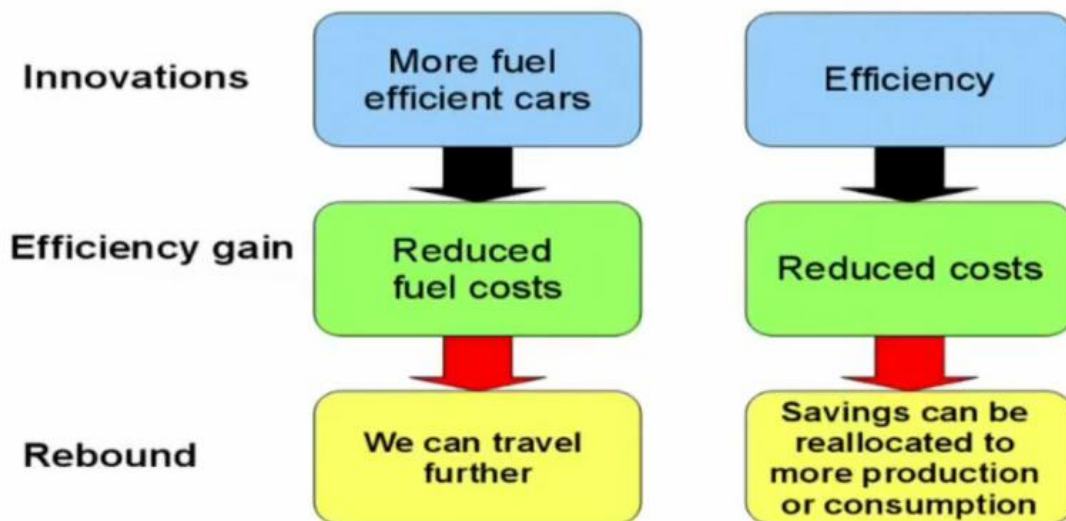 Innovations
More fuel
efficient cars
Efficiency
Efficiency gain
Reduced
fuel costs
Reduced costs
Rebound
We can travel
further
Savings can be
reallocated to
more production
or consumption